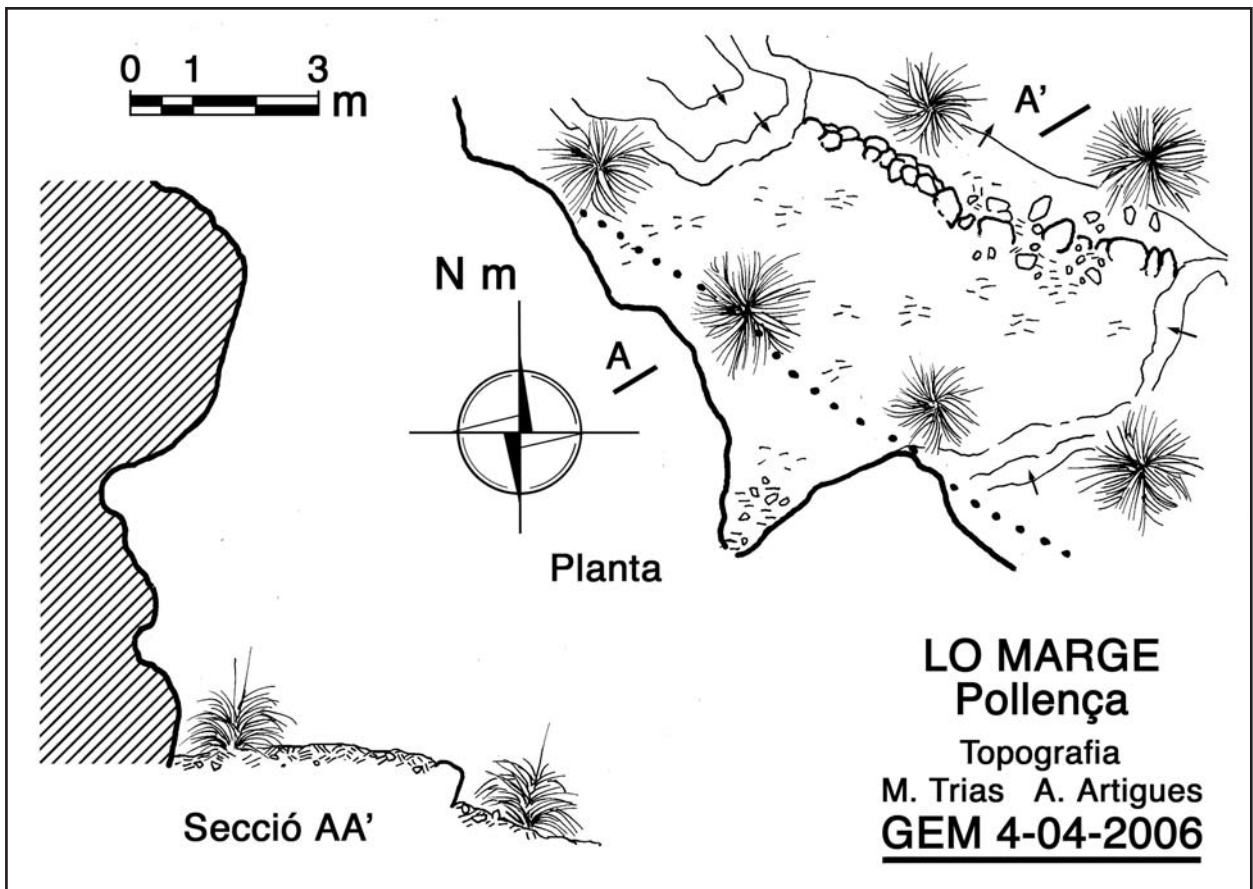 0 1 3
m
A'
N m
A
Planta
LO MARGE
Pollença
Topografia
M. Trias A. Artigues
GEM 4-04-2006
Secció AA'